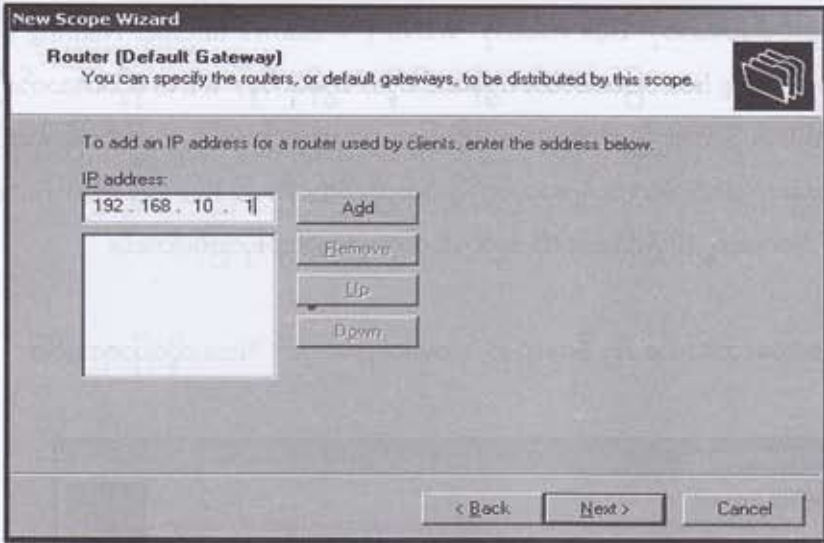 New Scope Wizard
Router (Default Gateway)
You can specify the routers, or default gateways, to be distributed by this scope.
To add an IP address for a router used by clients, enter the address below.
IP address:
192 . 168 . 10 . 1
Add
Remove
Up
Down
< Back
Next >
Cancel